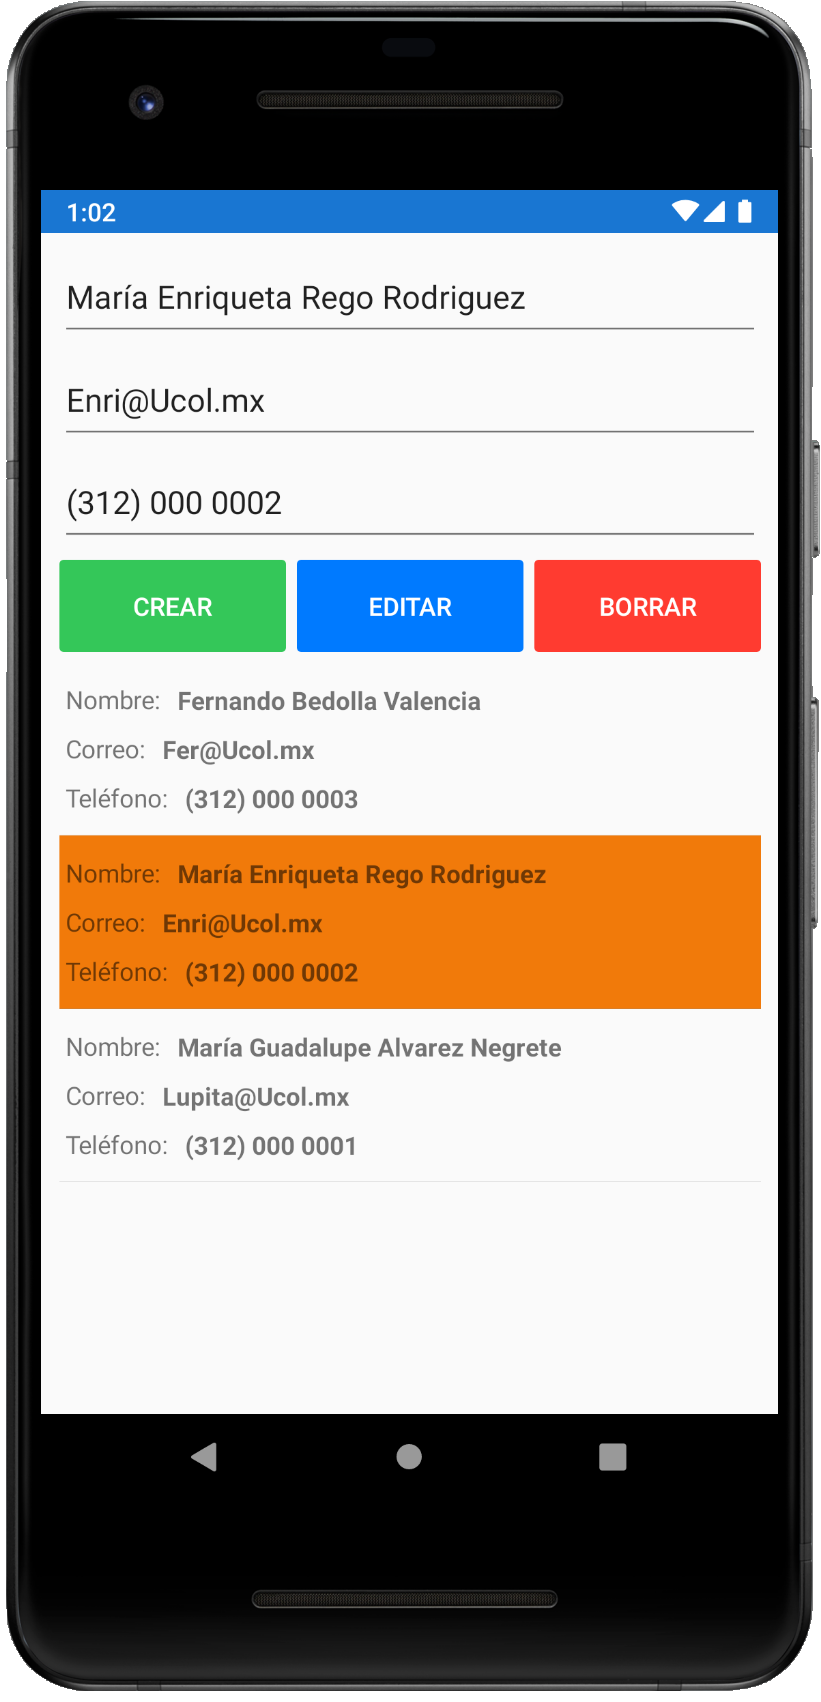 1:02
María Enriqueta Rego Rodriguez
Enri@Ucol.mx
(312) 000 0002
CREAR EDITAR BORRAR
Nombre: Fernando Bedolla Valencia
Correo: Fer@Ucol.mx
Teléfono: (312) 000 0003
Nombre: María Enriqueta Rego Rodriguez
Correo: Enri@Ucol.mx
Teléfono: (312) 000 0002
Nombre: María Guadalupe Alvarez Negrete
Correo: Lupita@Ucol.mx
Teléfono: (312) 000 0001